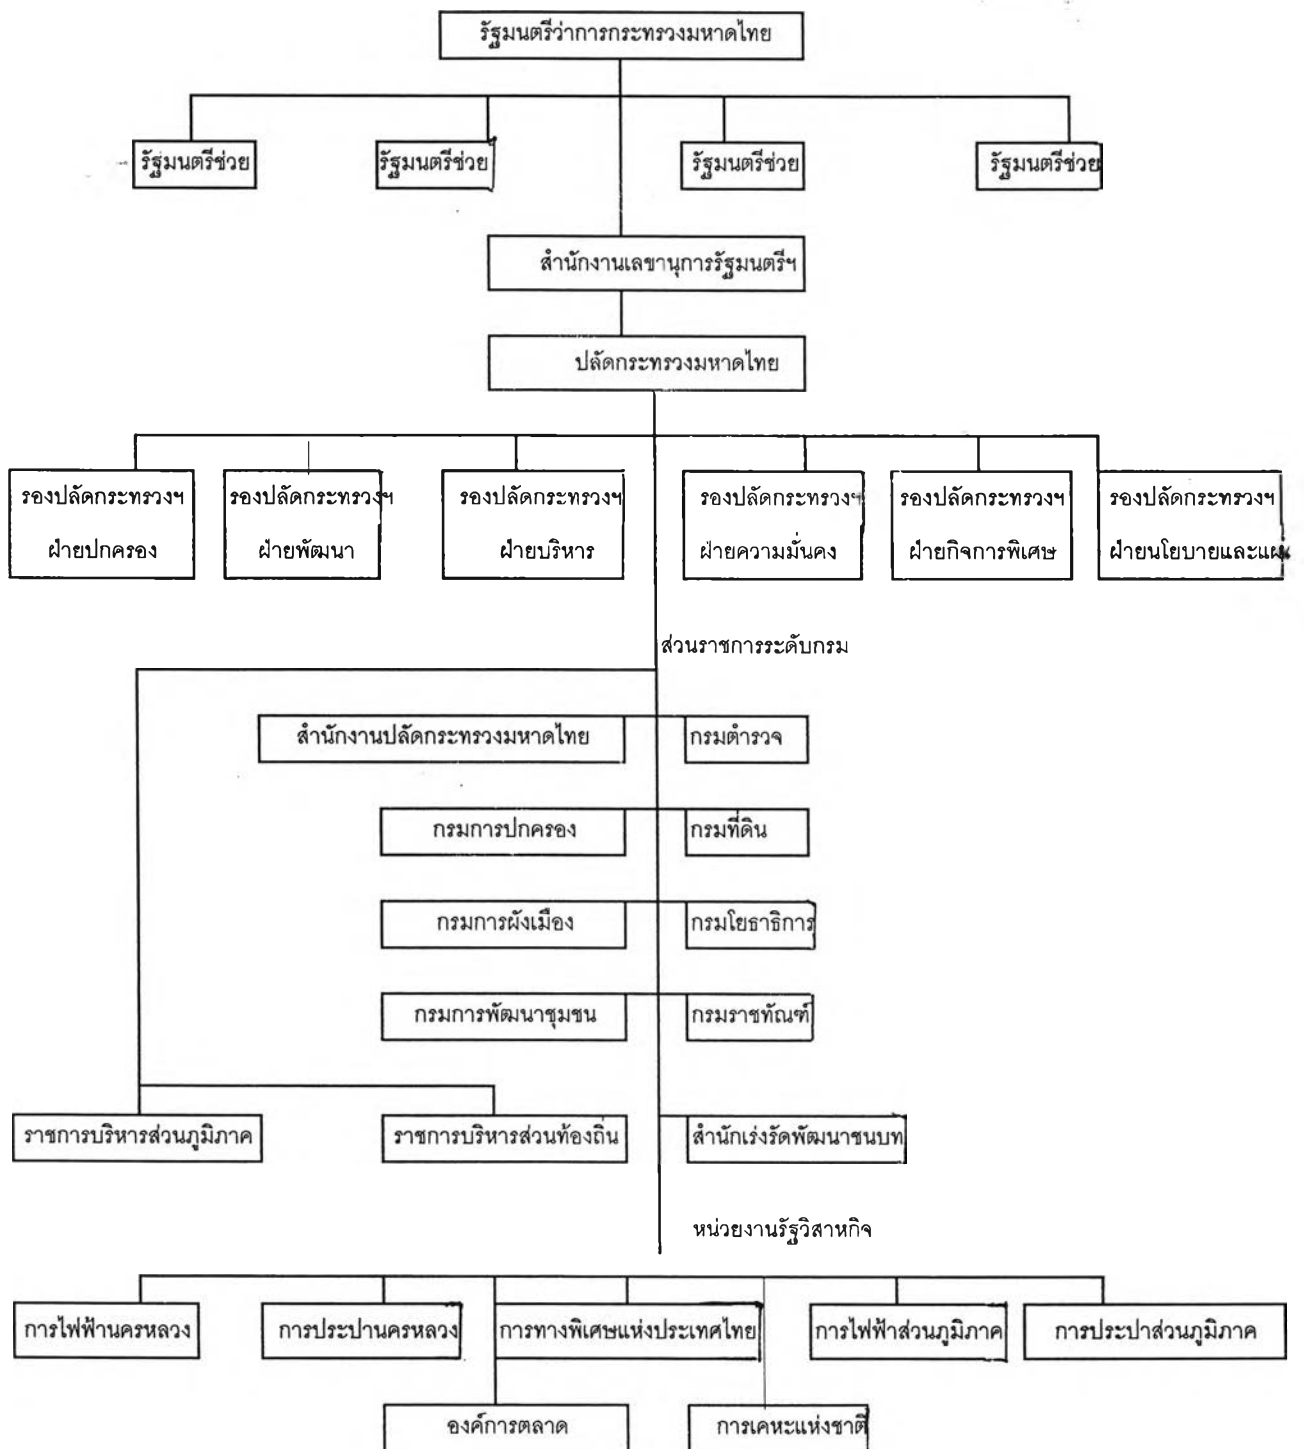 รัฐมนตรีว่าการกระทรวงมหาดไทย
รัฐมนตรีช่วย
รัฐมนตรีช่วย
รัฐมนตรีช่วย
รัฐมนตรีช่วย
สำนักงานเลขานุการรัฐมนตรีฯ
ปลัดกระทรวงมหาดไทย
รองปลัดกระทรวงฯ
ฝ่ายปกครอง
รองปลัดกระทรวงฯ
ฝ่ายพัฒนา
รองปลัดกระทรวงฯ
ฝ่ายบริหาร
รองปลัดกระทรวงฯ
ฝ่ายความมั่นคง
รองปลัดกระทรวงฯ
ฝ่ายกิจการพิเศษ
รองปลัดกระทรวงฯ
ฝ่ายนโยบายและแผน
ส่วนราชการระดับกรม
สำนักงานปลัดกระทรวงมหาดไทย
กรมตำรวจ
กรมการปกครอง
กรมที่ดิน
กรมการผังเมือง
กรมโยธาธิการ
กรมการพัฒนาชุมชน
กรมราชทัณฑ์
ราชการบริหารส่วนภูมิภาค
ราชการบริหารส่วนท้องถิ่น
สำนักเร่งรัดพัฒนาชนบท
หน่วยงานรัฐวิสาหกิจ
การไฟฟ้านครหลวง
การประปานครหลวง
การทางพิเศษแห่งประเทศไทย
การไฟฟ้าส่วนภูมิภาค
การประปาส่วนภูมิภาค
องค์การตลาด
การเคหะแห่งชาติ